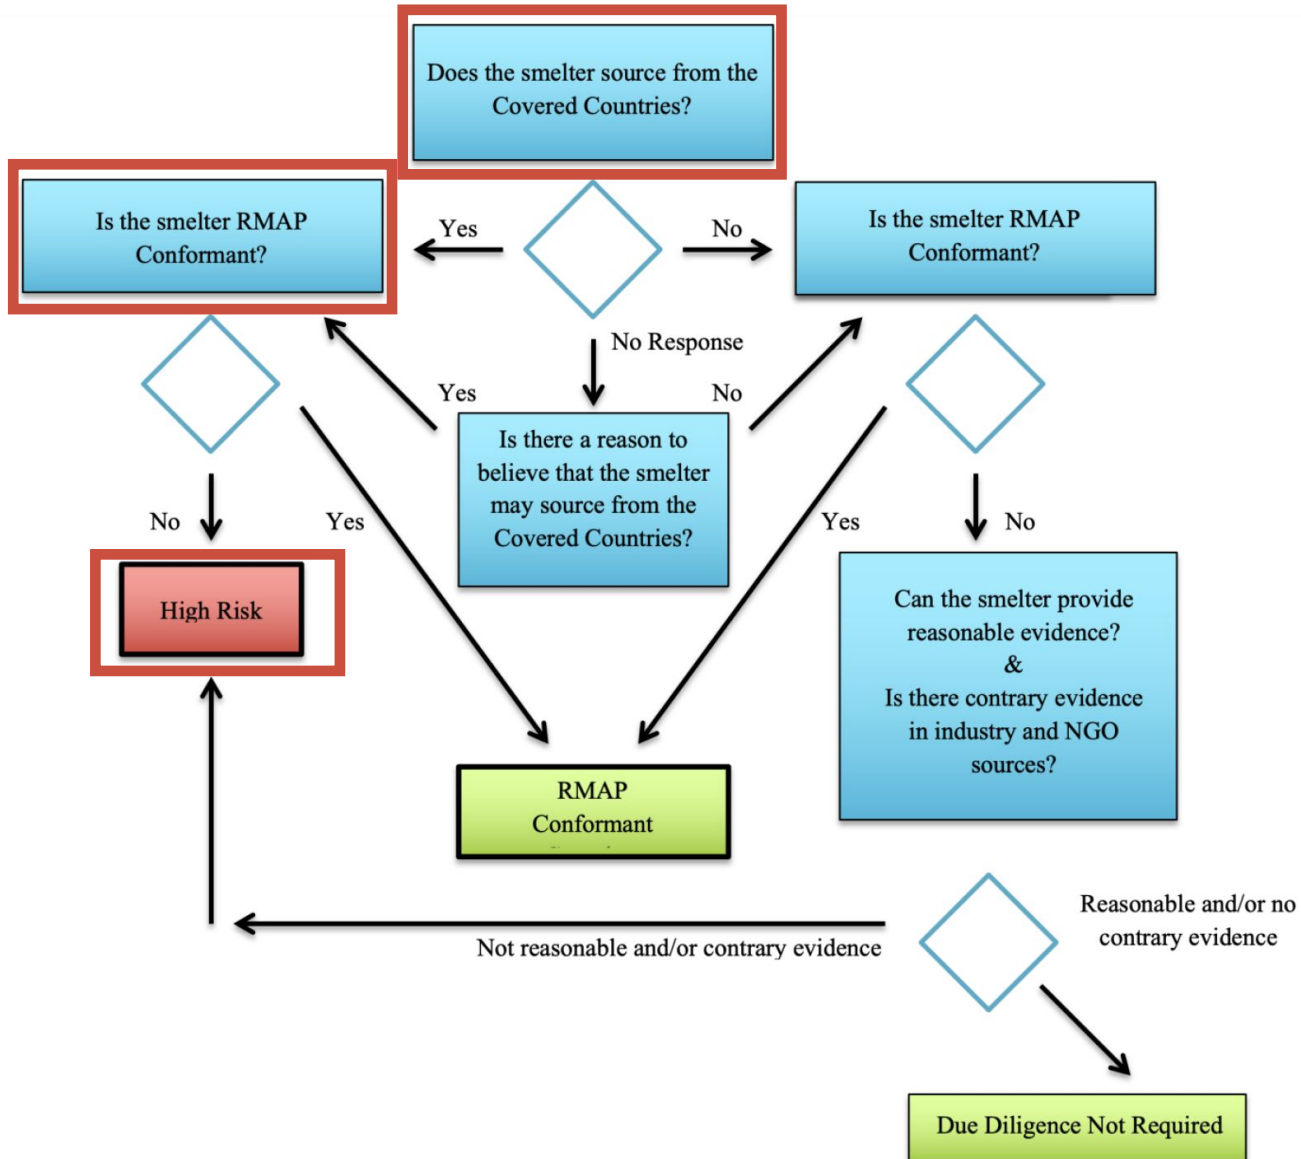 Does the smelter source from the
Covered Countries?
Is the smelter RMAP
Conformant?
Yes
No
Is the smelter RMAP
Conformant?
No Response
Yes
No
Is there a reason to
believe that the smelter
may source from the
Covered Countries?
No
Yes
Yes
No
High Risk
Can the smelter provide
reasonable evidence?
&
Is there contrary evidence
in industry and NGO
sources?
RMAP
Conformant
Reasonable and/or no
contrary evidence
Not reasonable and/or contrary evidence
Due Diligence Not Required